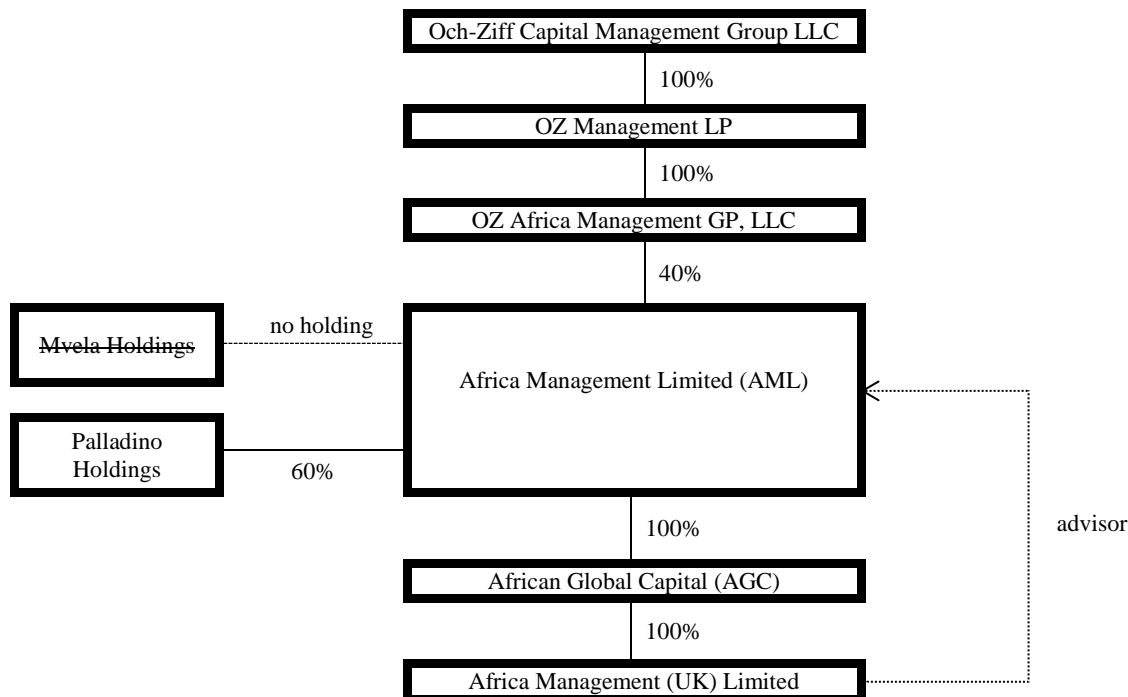 Och-Ziff Capital Management Group LLC
100%
OZ Management LP
100%
OZ Africa Management GP, LLC
40%
no holding
Mvela Holdings
Africa Management Limited (AML)
Palladino
Holdings
60%
100%
advisor
African Global Capital (AGC)
100%
Africa Management (UK) Limited